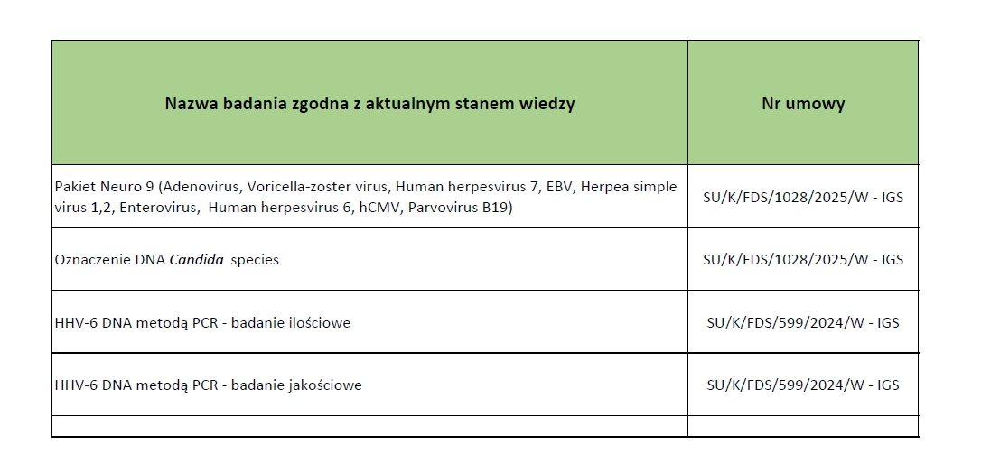 Nazwa badania zgodna z aktualnym stanem wiedzy
Nr umowy
Pakiet Neuro 9 (Adenovirus, Voricella-zoster virus, Human herpesvirus 7, EBV, Herpea simple
virus 1,2, Enterovirus,  Human herpesvirus 6, hCMV, Parvovirus B19)
SU/K/FDS/1028/2025/W - IGS
Oznaczenie DNA Candida  species
SU/K/FDS/1028/2025/W - IGS
HHV-6 DNA metodą PCR - badanie ilościowe
SU/K/FDS/599/2024/W - IGS
HHV-6 DNA metodą PCR - badanie jakościowe
SU/K/FDS/599/2024/W - IGS